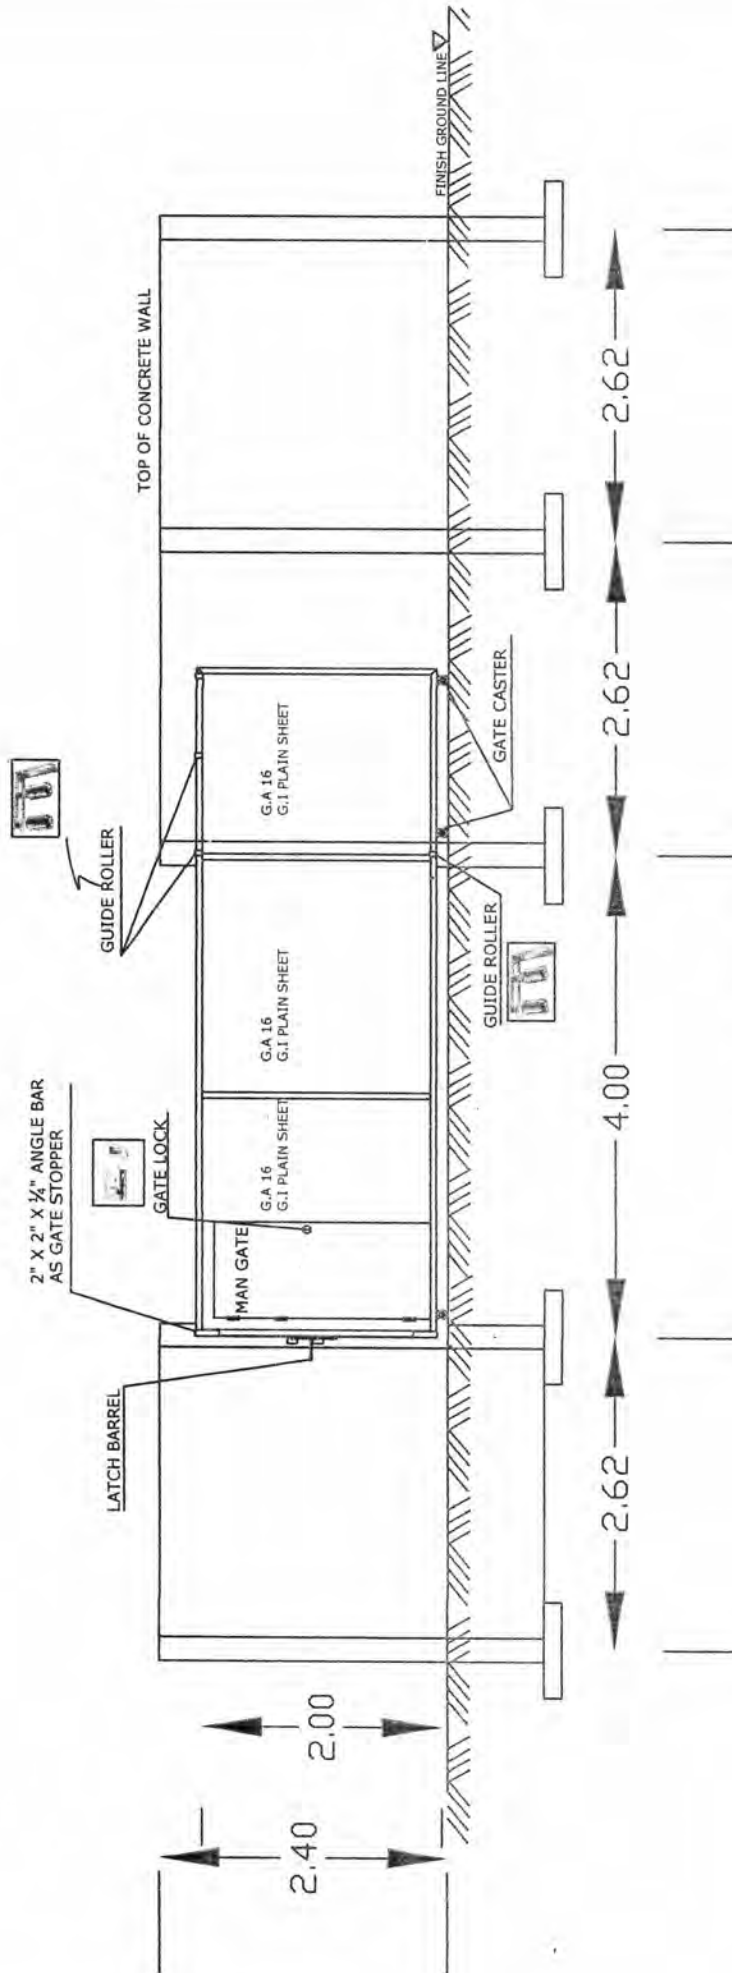 2" X 2" X ¼" ANGLE BAR
AS GATE STOPPER
LATCH BARREL
GATE LOCK
MAN GATE
GUIDE ROLLER
TOP OF CONCRETE WALL
G.A 16
G.I PLAIN SHEET
G.A 16
G.I PLAIN SHEET
G.A 16
G.I PLAIN SHEET
GUIDE ROLLER
GATE CASTER
FINISH GROUND LINE
2.40
2.00
2.62
4.00
2.62
2.62